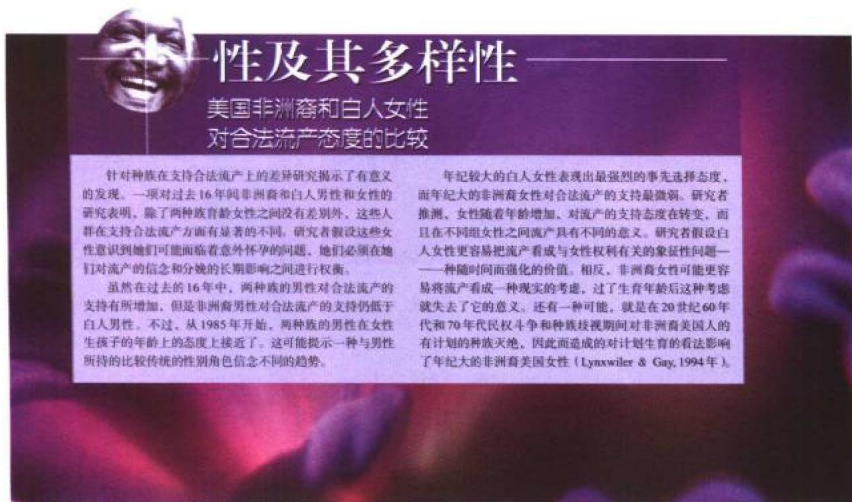 性及其多样性
美国非洲裔和白人女性
对合法流产态度的比较
针对种族在支持合法流产上的差异研究揭示了有意义
的发现。一项对过去16年间非洲裔和白人男性和女性的
研究表明,除了两种族育龄女性之间没有差别外,这些人
群在支持合法流产方面有显著的不同。研究者假设这些女
性意识到她们可能面临着意外怀孕的问题,她们必须在她
们对流产的信念和分娩的长期影响之间进行权衡。
虽然在过去的16年中,两种族的男性对合法流产的
支持有所增加,但是非洲裔男性对合法流产的支持仍低于
白人男性。不过,从1985年开始,两种族的男性在女性
生孩子的年龄上的态度上接近了。这可能提示一种与男性
所持的比较传统的性别角色信念不同的趋势。
年纪较大的白人女性表现出最强烈的事先选择态度,
而年纪大的非洲裔女性对合法流产的支持最微弱。研究者
推测,女性随着年龄增加,对流产的支持态度在转变,而
且在不同组女性之间流产具有不同的意义。研究者假设白
人女性更容易把流产看成与女性权利有关的象征性问题—
——种随时间而强化的价值。相反,非洲裔女性可能更容
易将流产看成一种现实的考虑,过了生育年龄后这种考虑
就失去了它的意义。还有一种可能,就是在20世纪60年
代和70年代民权斗争和种族歧视期间对非洲裔美国人的
有计划的种族灭绝,因此而造成的对计划生育的看法影响
了年纪大的非洲裔美国女性(Lynxwiler & Gay, 1994年)。